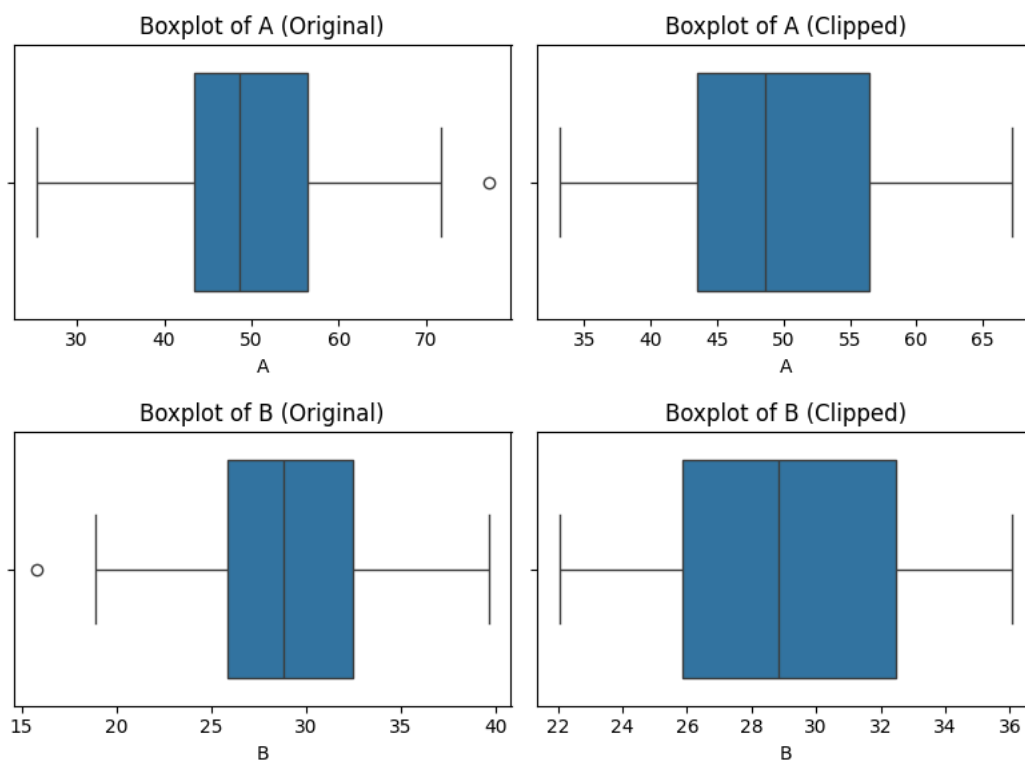 Boxplot of A (Original)
30 40 50 60 70
A
Boxplot of A (Clipped)
35 40 45 50 55 60 65
A
Boxplot of B (Original)
15 20 25 30 35 40
B
Boxplot of B (Clipped)
22 24 26 28 30 32 34 36
B